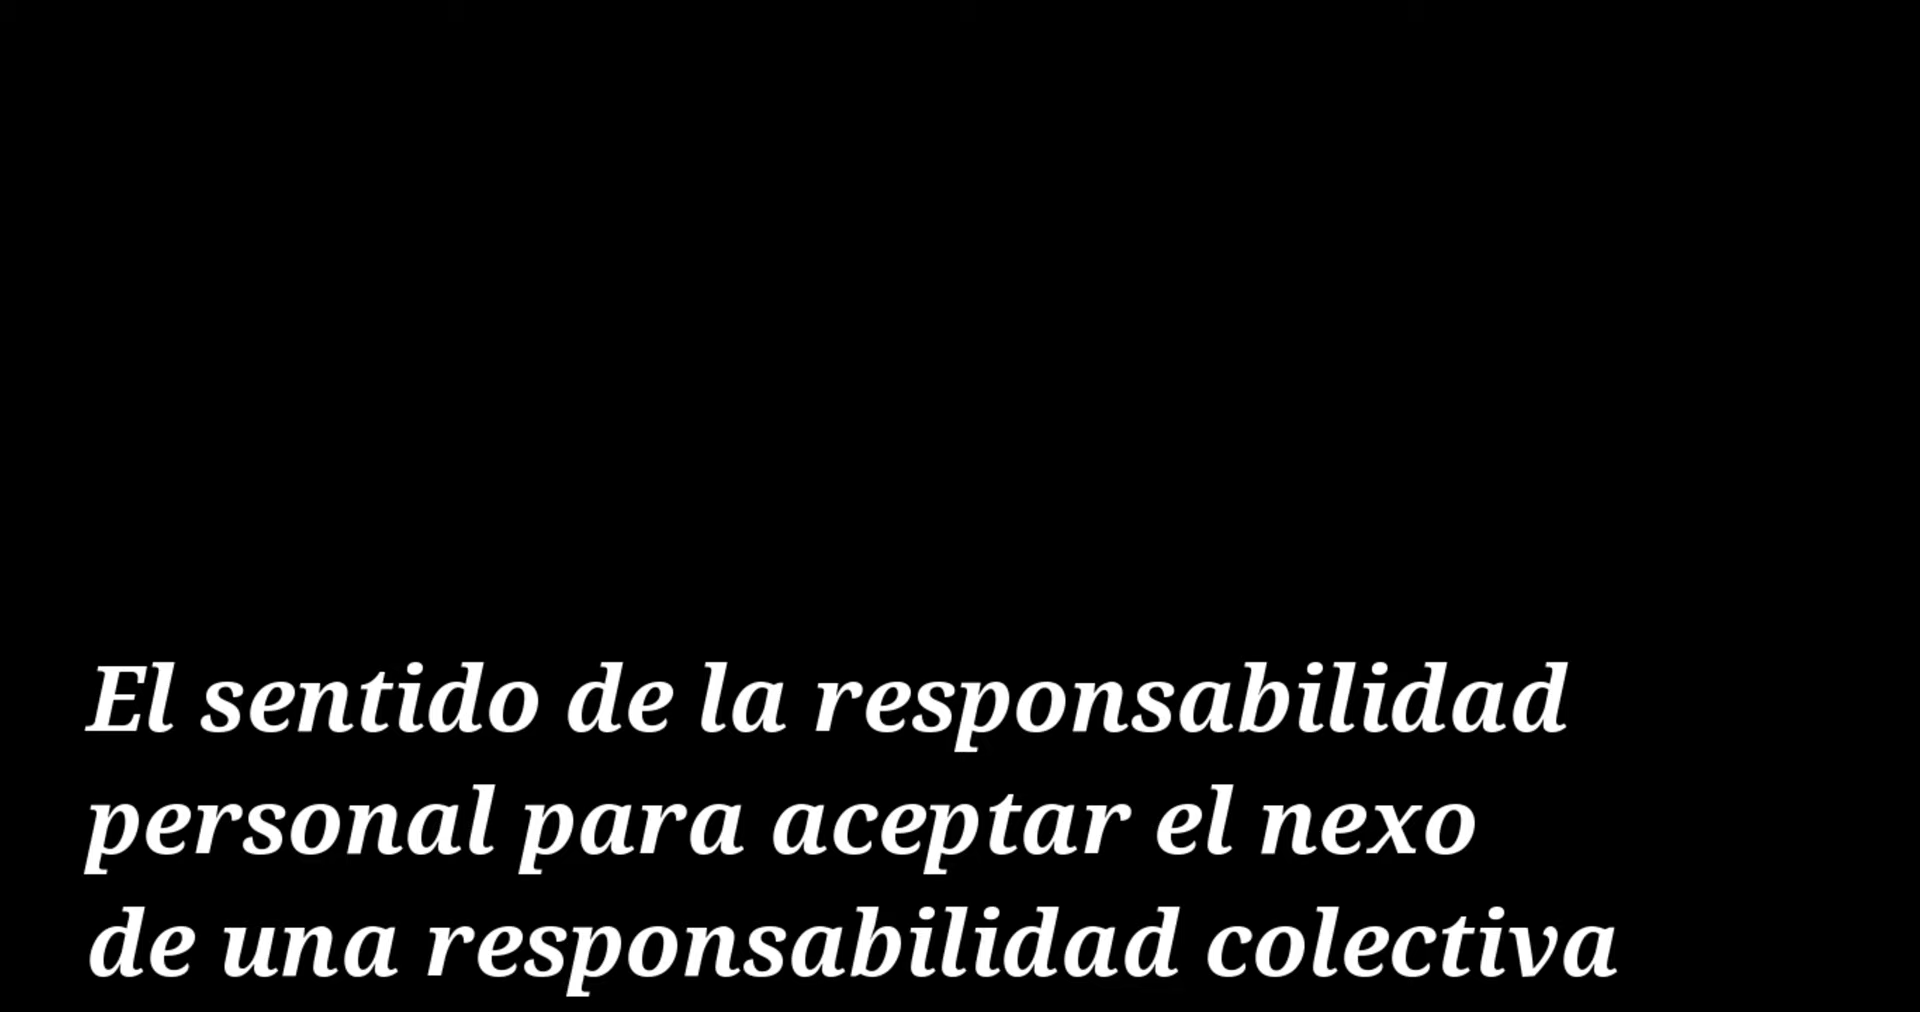 El sentido de la responsabilidad
personal para aceptar el nexo
de una responsabilidad colectiva